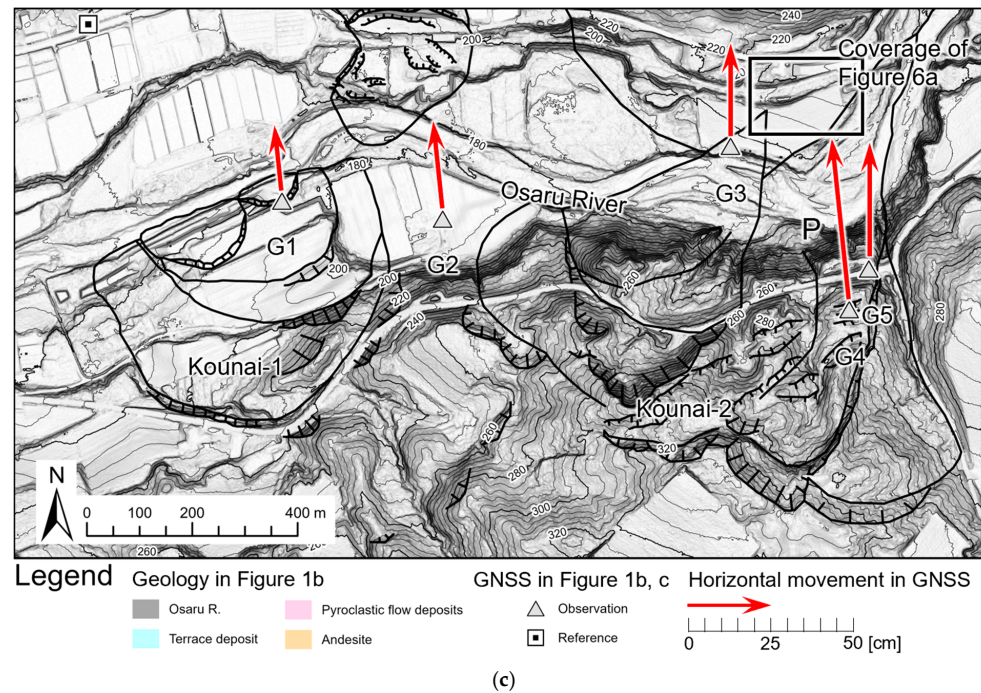 240
220
200
220
200
220
Coverage of
Figure 6a
180
180
Osaru River
G3
P
G1
200
G2
200
220
240
260
260
260
280
280
G5
G4
Kounai-1
Kounai-2
260
320
280
300
320
N
0 100 200 400 m
260
Legend
Geology in Figure 1b
Osaru R.
Terrace deposit
Pyroclastic flow deposits
Andesite
GNSS in Figure 1b, c
Observation
Reference
Horizontal movement in GNSS
0 25 50 [cm]
(c)